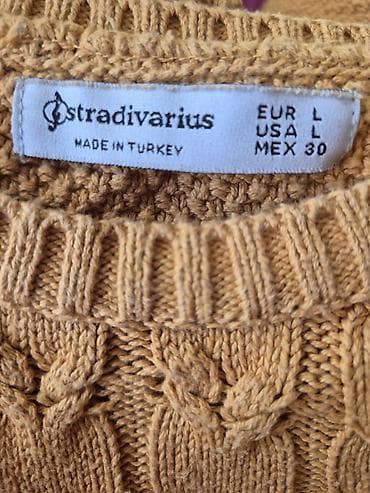 stradivarius
MADE IN TURKEY
EUR L
USA L
MEX 30